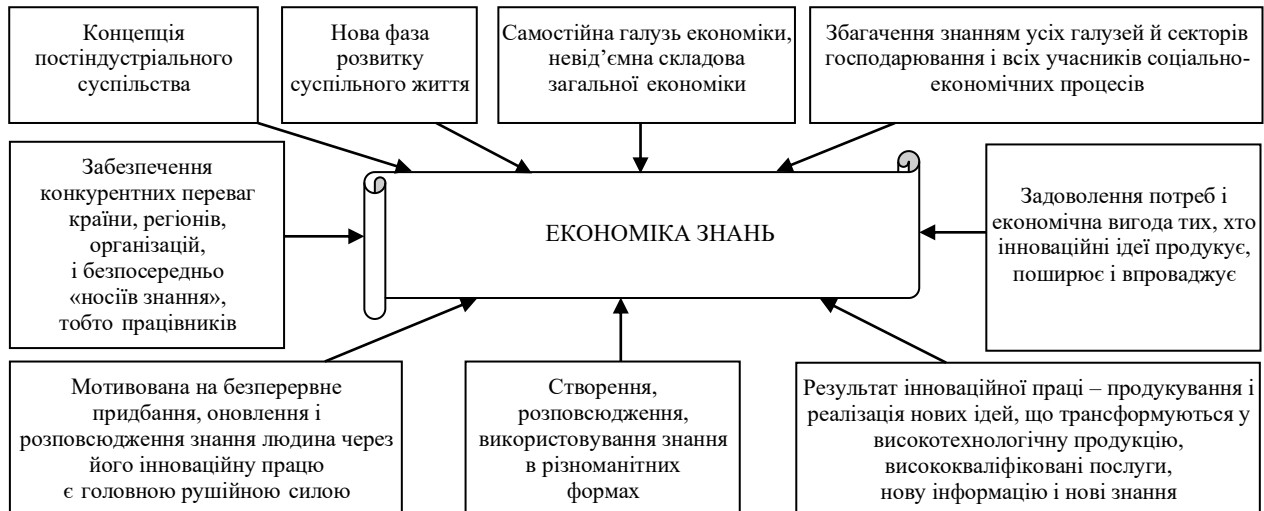 Концепція
постіндустріального
суспільства
Нова фаза
розвитку
суспільного життя
Самостійна галузь економіки,
невід’ємна складова
загальної економіки
Збагачення знанням усіх галузей й секторів
господарювання і всіх учасників соціально-
економічних процесів
Забезпечення
конкурентних переваг
країни, регіонів,
організацій,
і безпосередньо
«носіїв знання»,
тобто працівників
ЕКОНОМІКА ЗНАНЬ
Задоволення потреб і
економічна вигода тих, хто
інноваційні ідеї продукує,
поширює і впроваджує
Мотивована на безперервне
придбання, оновлення і
розповсюдження знання людина через
його інноваційну працю
є головною рушійною силою
Створення,
розповсюдження,
використовування знання
в різноманітних
формах
Результат інноваційної праці – продукування і
реалізація нових ідей, що трансформуються у
високотехнологічну продукцію,
висококваліфіковані послуги,
нову інформацію і нові знання